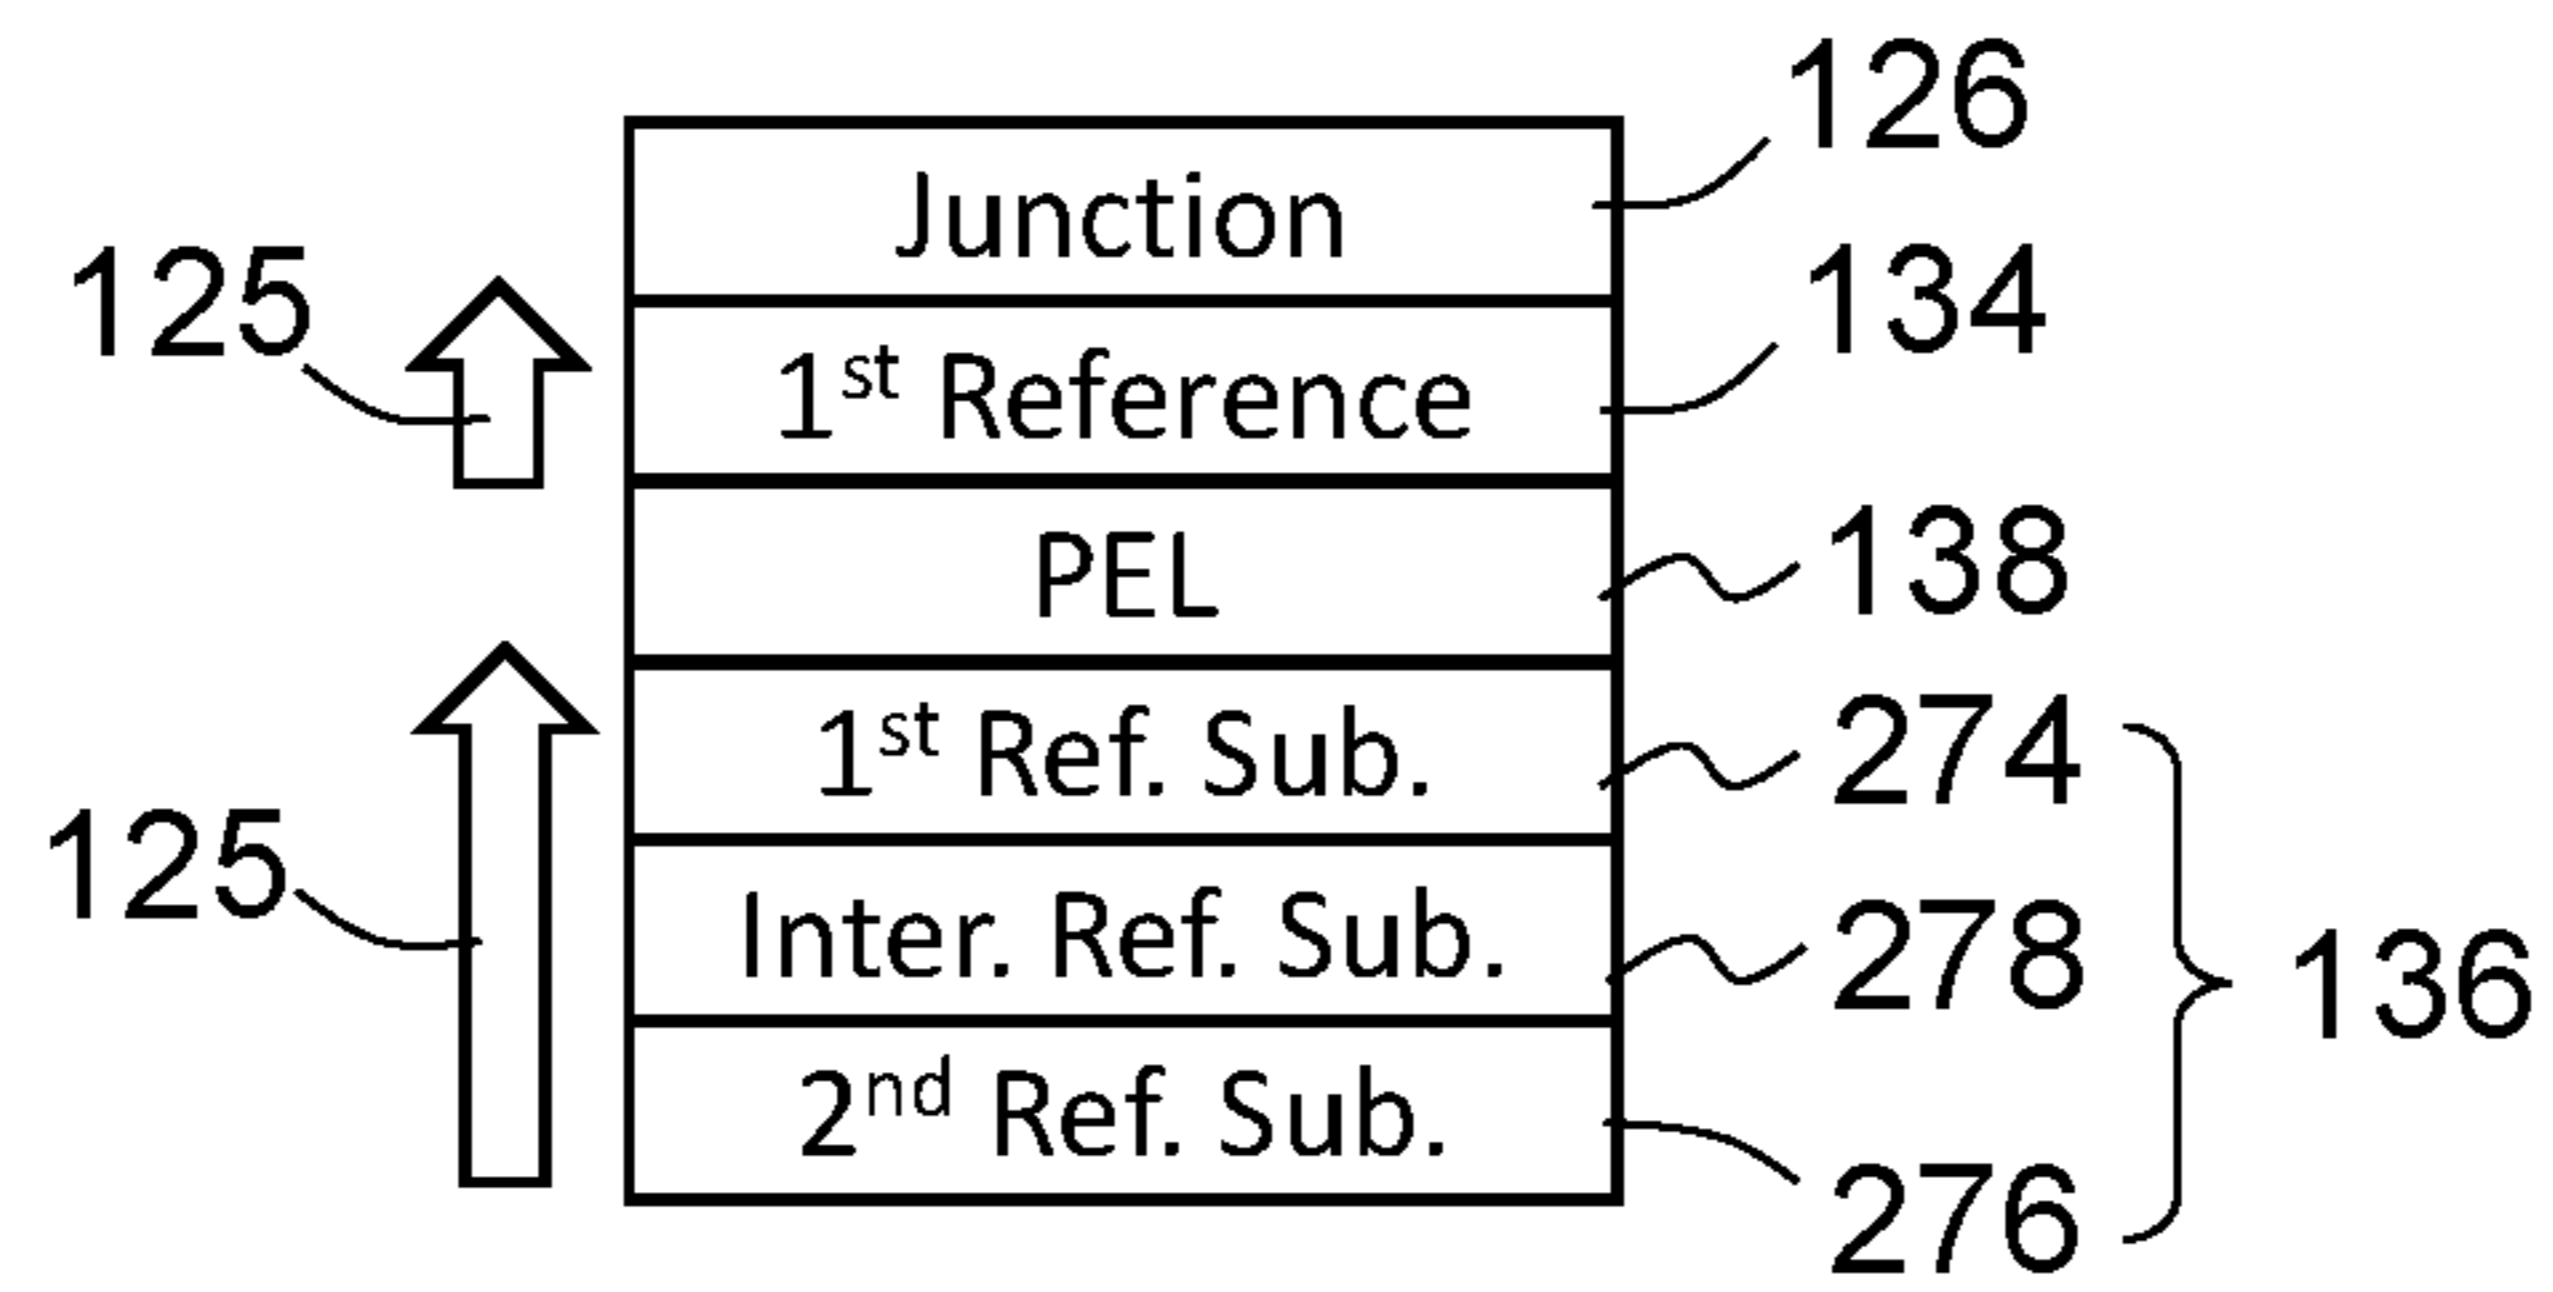 126
Junction
125
134
1st Reference
138
PEL
274
1st Ref. Sub.
125
278
Inter. Ref. Sub.
136
2nd Ref. Sub.
276